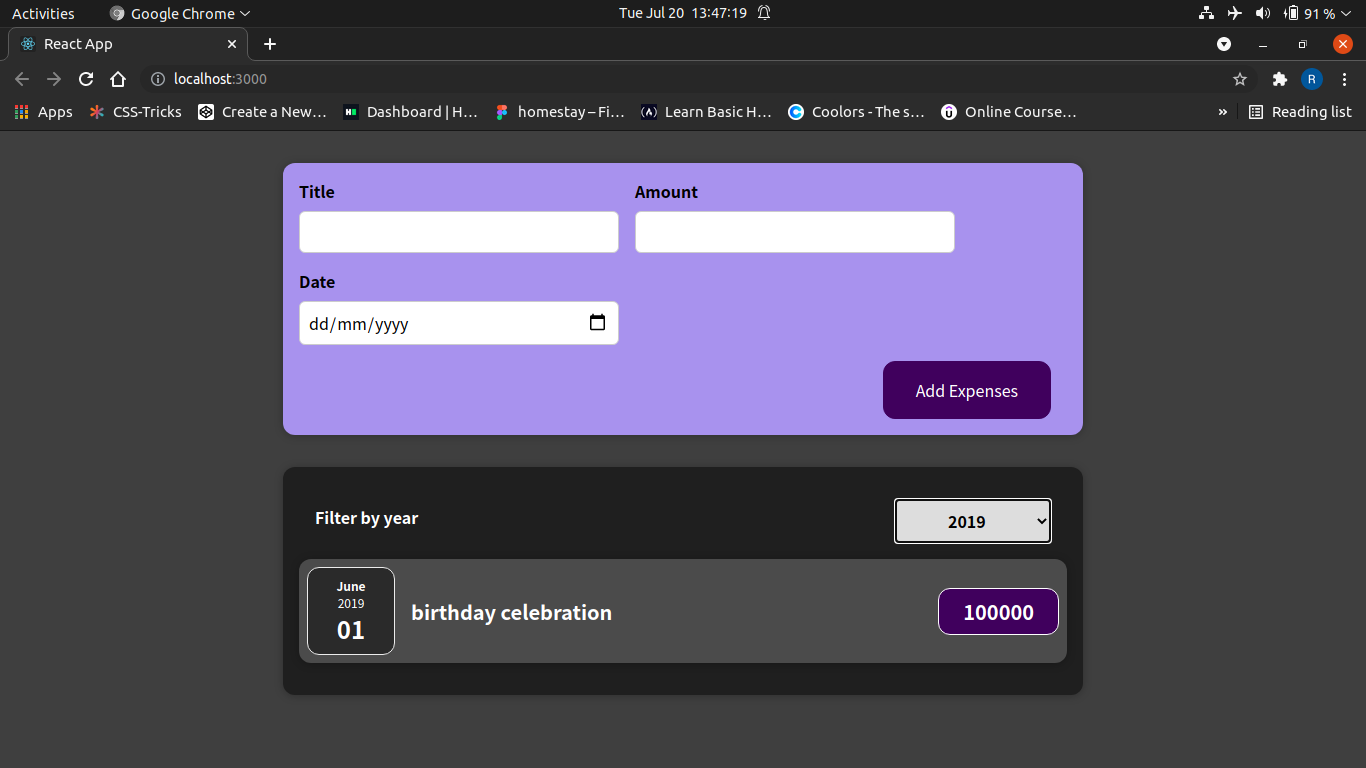 Activities Google Chrome Tue Jul 20 13:47:19 91 %
React App
localhost:3000 R
Apps CSS-Tricks Create a New… Dashboard | H… homestay – Fi… Learn Basic H… Coolors - The s… Online Course… » Reading list
Title Amount
Date
dd/mm/yyyy
Add Expenses
Filter by year 2019
June
2019
01
birthday celebration 100000